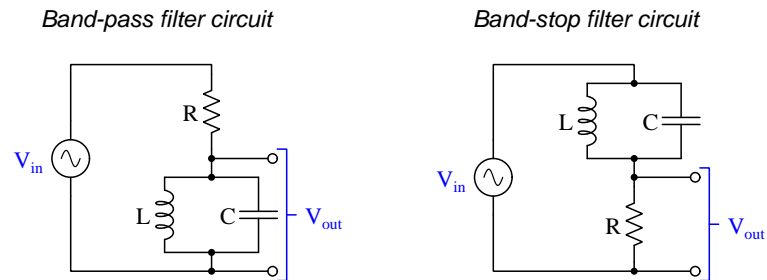 Band-pass filter circuit
Band-stop filter circuit
R
V_in
L
C
V_out
L
C
V_in
R
V_out